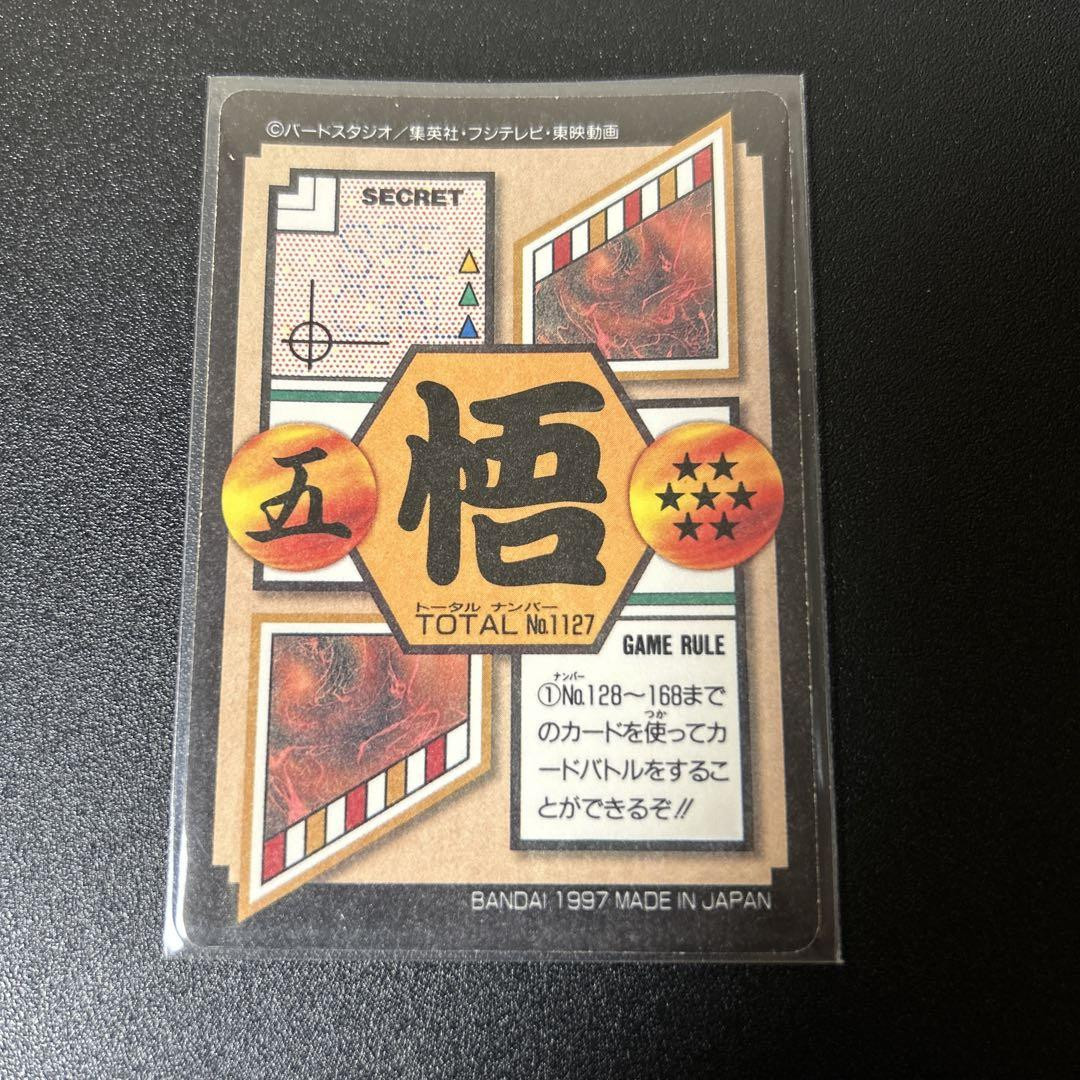 ©バードスタジオ／集英社・フジテレビ・東映動画
SECRET
悟
五
トータル ナンバー
TOTAL No.1127
GAME RULE
ナンバー
①No.128～168まで
つか
のカードを使ってカ
ードバトルをするこ
とができるぞ!!
BANDAI 1997 MADE IN JAPAN